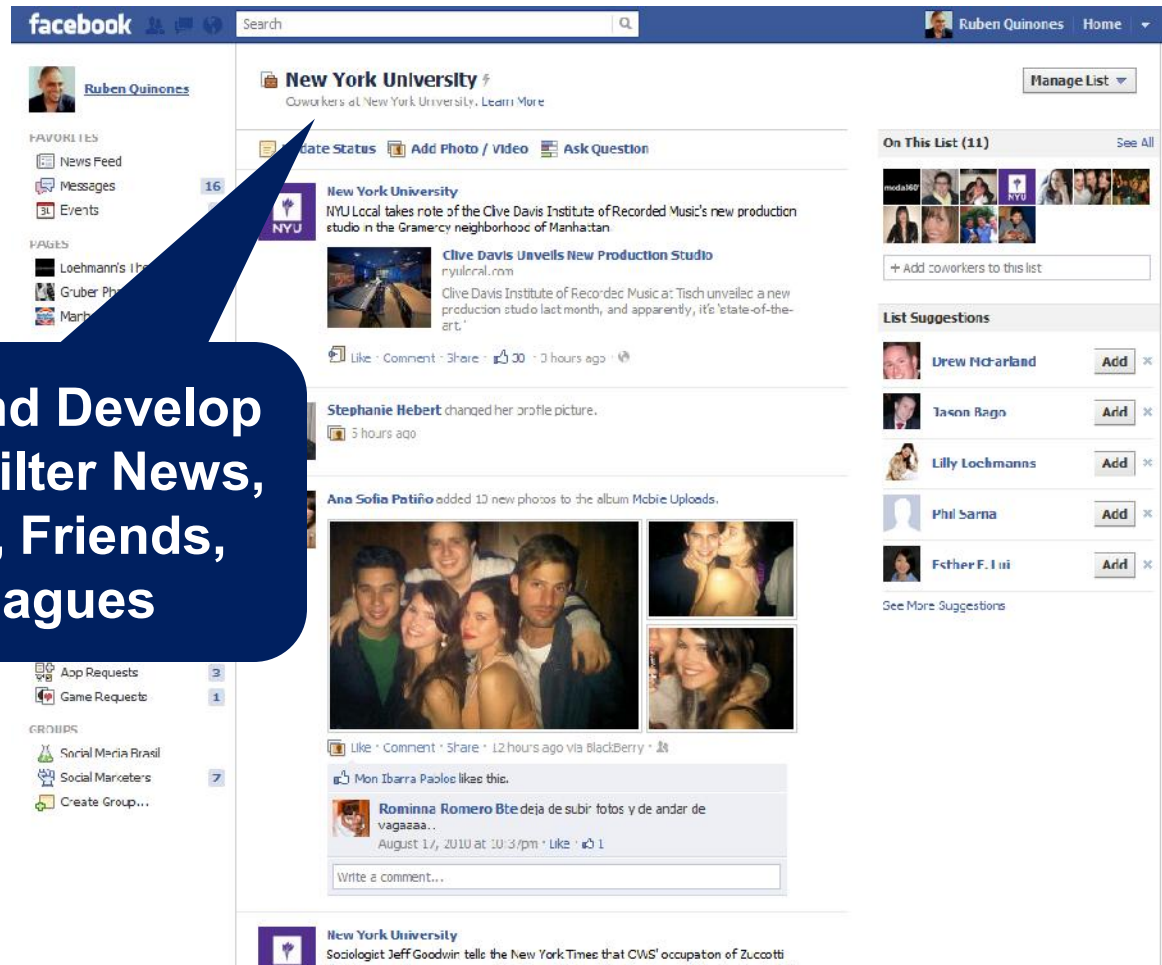 facebook
Search
Ruben Quinones
Home
Ruben Quinones
FAVORITES
News Feed
Messages
16
Events
PAGES
Loehmann's
Gruber
App Requests
3
Game Requests
1
GROUPS
Social Media Brasil
Social Marketers
7
Create Group...
nd Develop
ilter News,
, Friends,
agues
New York University
Coworkers at New York University. Learn More
Manage List
date Status
Add Photo / Video
Ask Question
New York University
NYU Local takes note of the Clive Davis Institute of Recorded Music's new production
studio in the Gramercy neighborhood of Manhattan.
NYU
Clive Davis Unveils New Production Studio
nyulocal.com
Clive Davis Institute of Recorded Music at Tisch unveiled a new
production studio last month, and apparently, it's 'state-of-the-
art.'
Like · Comment · Share · 30 · 3 hours ago
Stephanie Hebert changed her profile picture.
5 hours ago
Ana Sofia Patiño added 10 new photos to the album Mobile Uploads.
Like · Comment · Share · 12 hours ago via BlackBerry
Mon Ibarra likes this.
Rominna Romero Bte deja de subir fotos y de andar de
vagaaaa..
August 17, 2010 at 10:37pm · Like · 1
Write a comment...
New York University
Sociologist Jeff Goodwin tells the New York Times that OWS' occupation of Zuccotti
On This List (11)
See All
moda360
NYU
+ Add coworkers to this list
List Suggestions
Drew McFarland
Add
Jason Bago
Add
Lilly Loehmanns
Add
Phil Sarna
Add
Esther F. Lui
Add
See More Suggestions